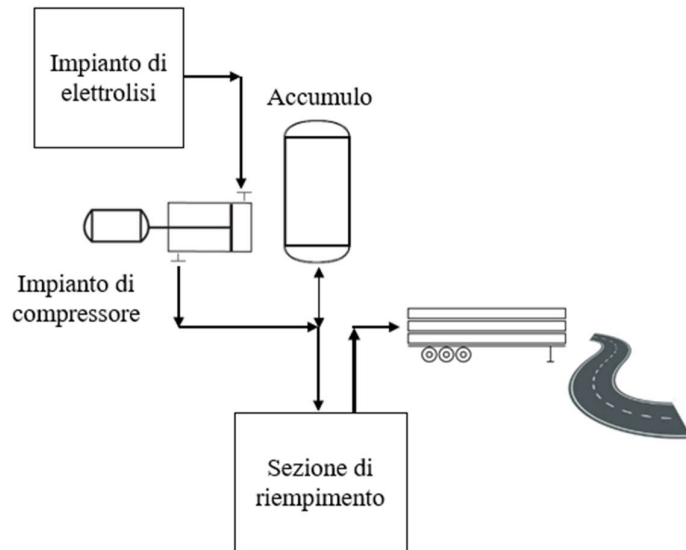 Impianto di
elettrolisi
Accumulo
Impianto di
compressore
Sezione di
riempimento